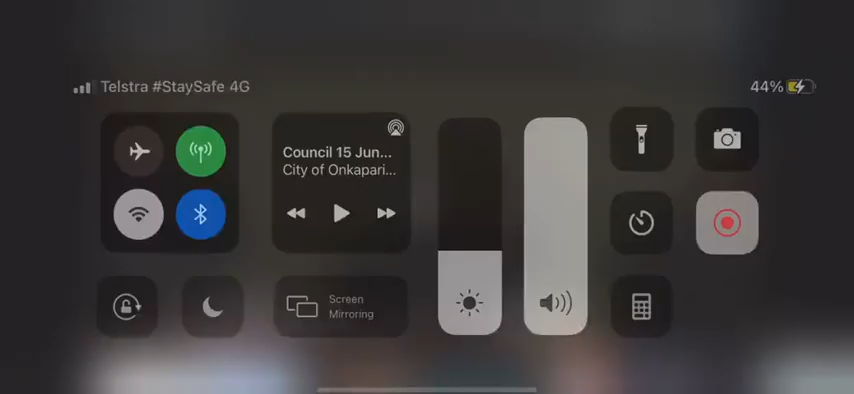 Telstra #StaySafe 4G
44%
Council 15 Jun...
City of Onkapari...
Screen
Mirroring